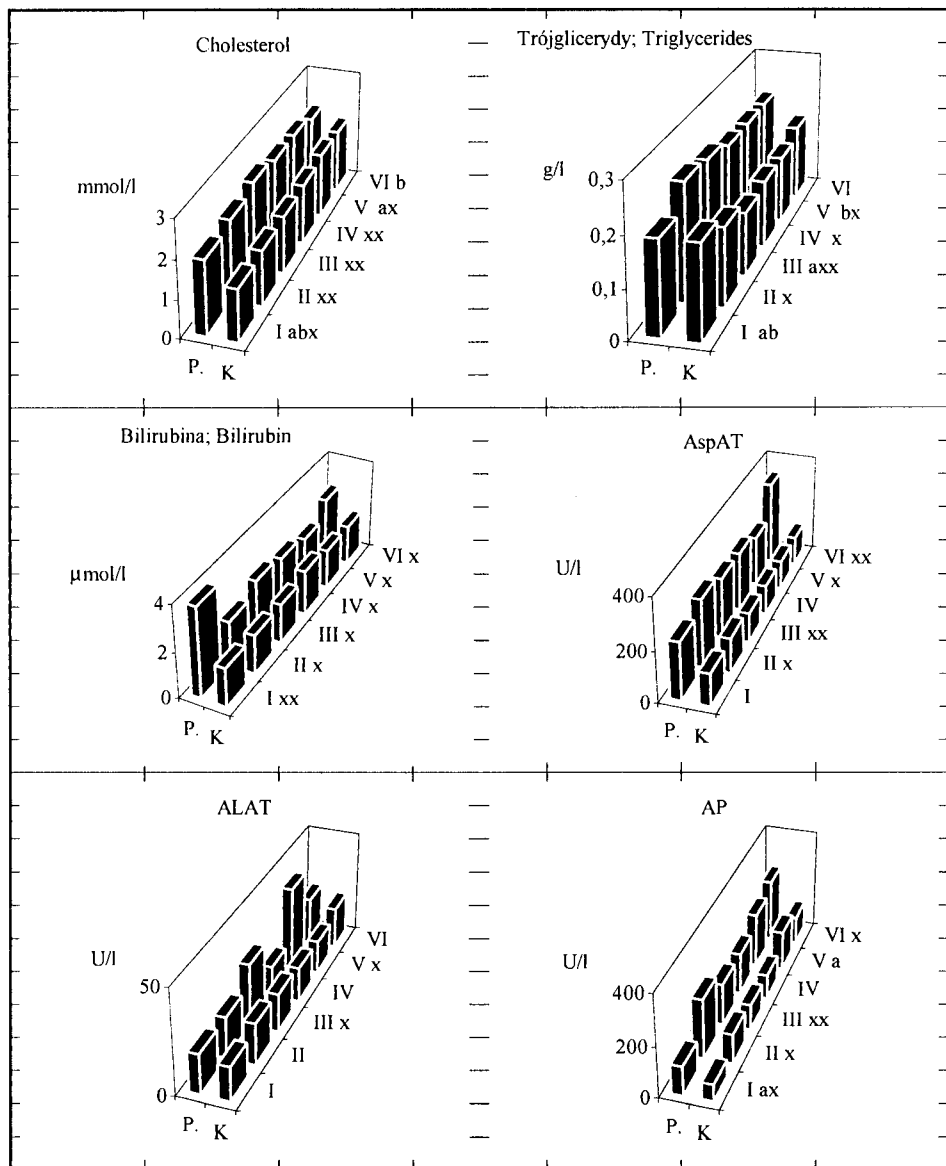 Cholesterol
mmol/l
3
2
1
0
P.
K
I abx
II xx
III xx
IV xx
V ax
VI b
Trójglicerydy; Triglycerides
g/l
0,3
0,2
0,1
0
P.
K
I ab
II x
III axx
IV x
V bx
VI
Bilirubina; Bilirubin
µmol/l
4
2
0
P.
K
I xx
II x
III x
IV x
V x
VI x
AspAT
U/l
400
200
0
P.
K
I
II x
III xx
IV
V x
VI xx
ALAT
U/l
50
0
P.
K
I
II
III x
IV
V x
VI
AP
U/l
400
200
0
P.
K
I ax
II x
III xx
IV
V a
VI x